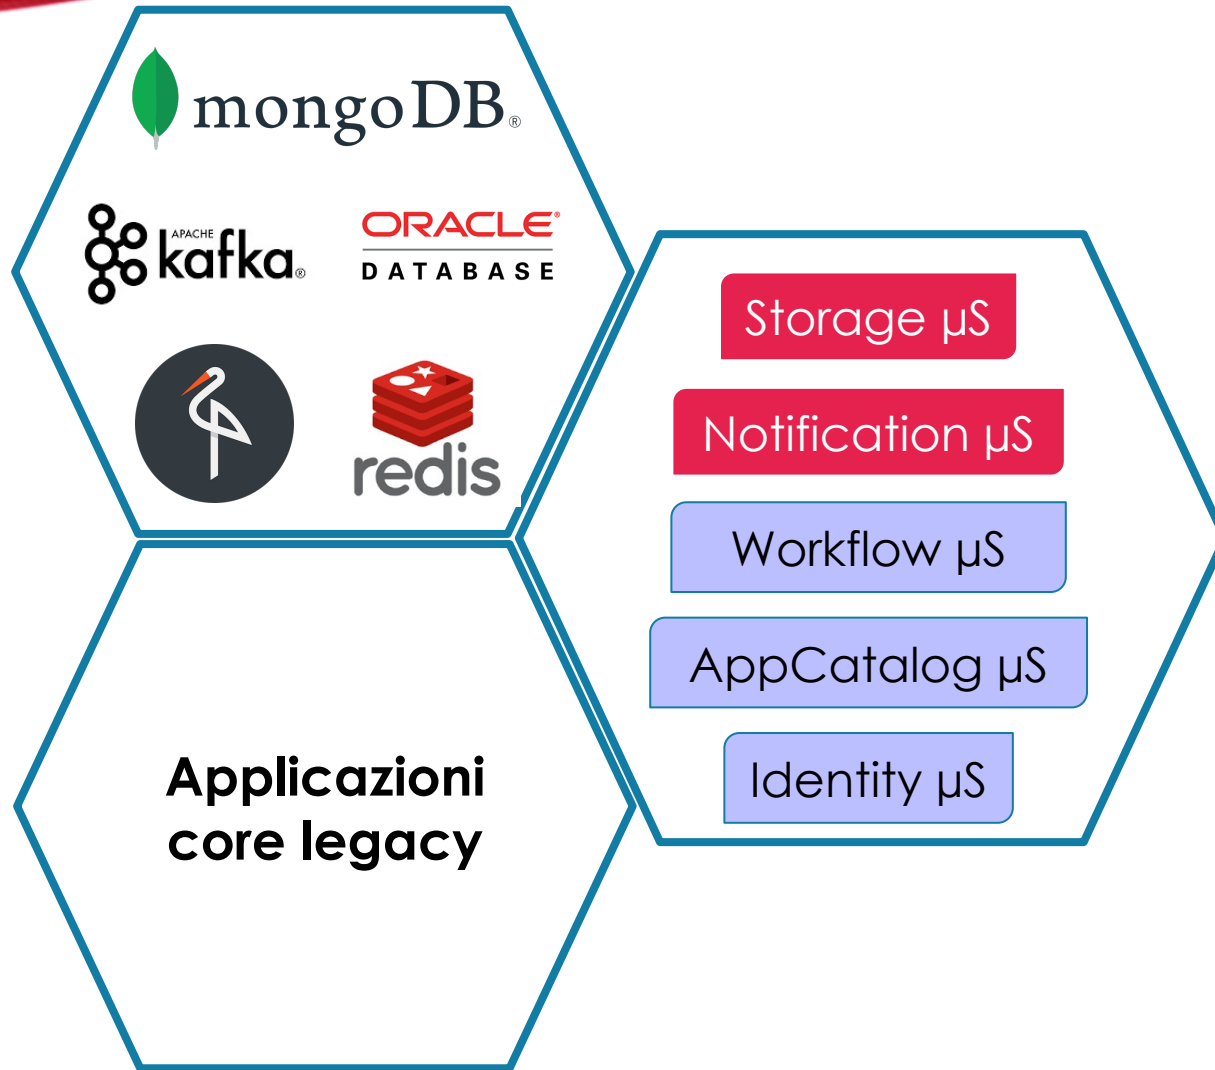 mongoDB®
APACHE
kafka®
ORACLE®
DATABASE
redis
Storage µS
Notification µS
Workflow µS
AppCatalog µS
Identity µS
Applicazioni
core legacy